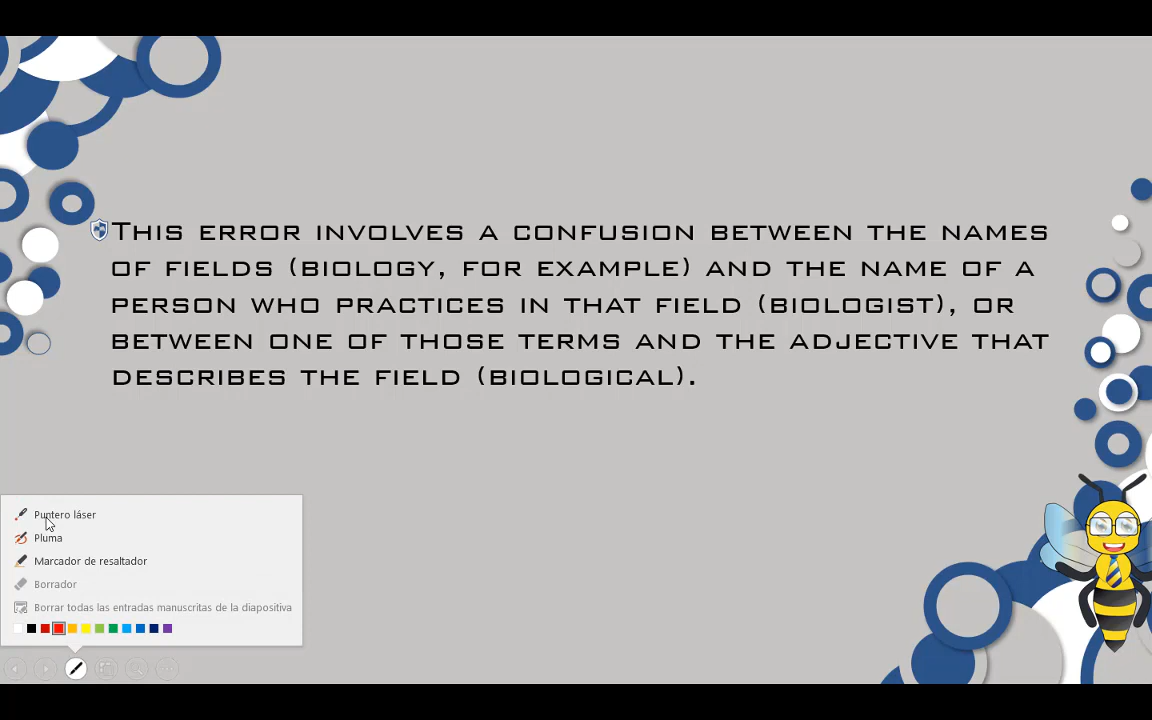 THIS ERROR INVOLVES A CONFUSION BETWEEN THE NAMES
OF FIELDS (BIOLOGY, FOR EXAMPLE) AND THE NAME OF A
PERSON WHO PRACTICES IN THAT FIELD (BIOLOGIST), OR
BETWEEN ONE OF THOSE TERMS AND THE ADJECTIVE THAT
DESCRIBES THE FIELD (BIOLOGICAL).
Puntero láser
Pluma
Marcador de resaltador
Borrador
Borrar todas las entradas manuscritas de la diapositiva